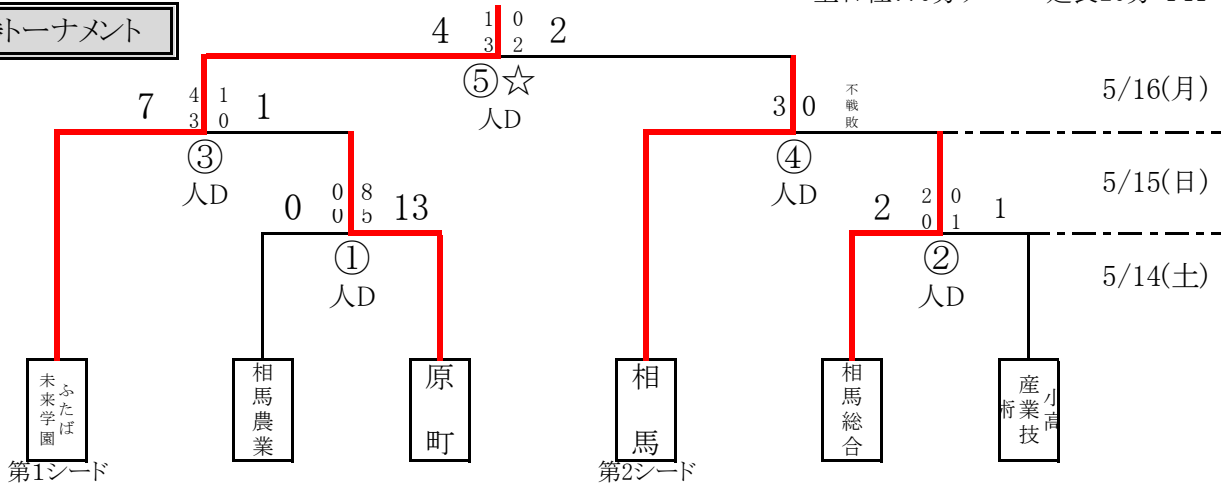 トーナメント
4 1 0 2
3 2
⑤☆
人D
5/16(月)
7 4 1 1
3 0
③
人D
3 0 不戦敗
④
人D
5/15(日)
0 0 8 13
0 5
①
人D
2 2 0 1
0 1
②
人D
5/14(土)
ふたば
未来学園
相馬農業
原町
相馬
相馬総合
小高
産業技
術
第1シード
第2シード